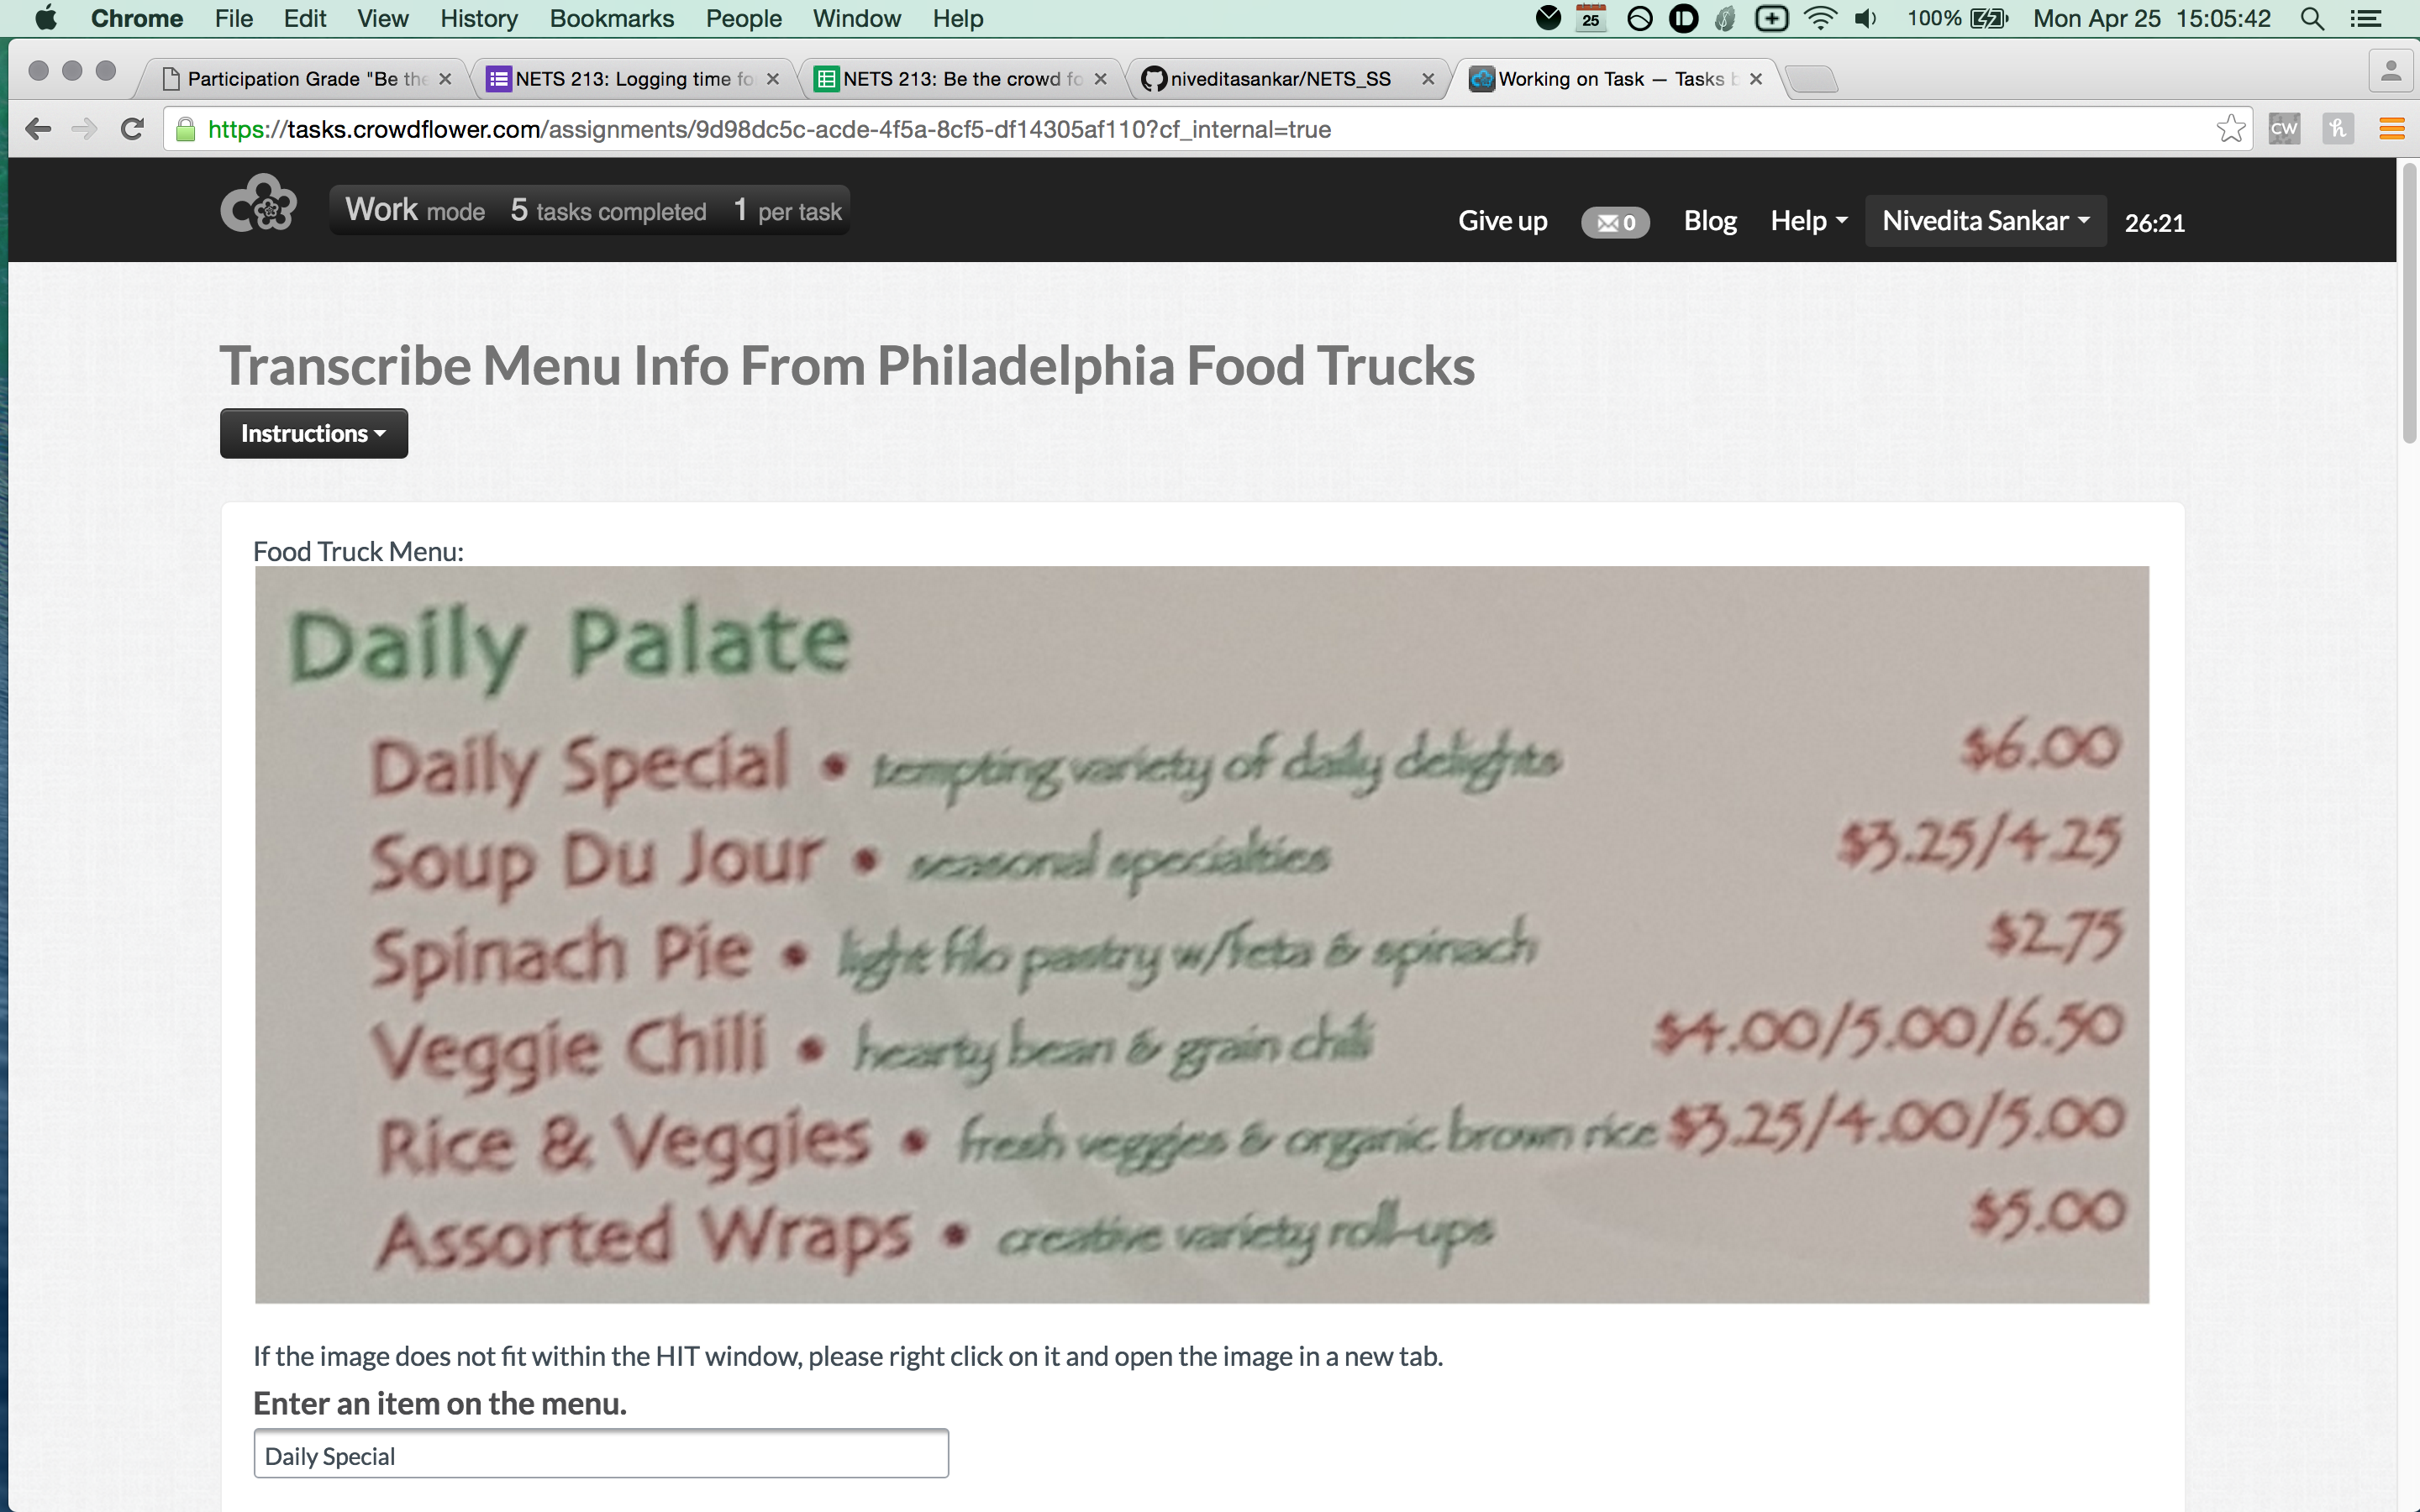 Chrome File Edit View History Bookmarks People Window Help 25 100% Mon Apr 25 15:05:42
Participation Grade "Be the NETS 213: Logging time fo NETS 213: Be the crowd fo niveditasankar/NETS_SS Working on Task — Tasks b
https://tasks.crowdflower.com/assignments/9d98dc5c-acde-4f5a-8cf5-df14305af110?cf_internal=true CW h
Work mode 5 tasks completed 1 per task Give up 0 Blog Help Nivedita Sankar 26:21
Transcribe Menu Info From Philadelphia Food Trucks
Instructions
Food Truck Menu:
Daily Palate
Daily Special • tempting variety of daily delights $6.00
Soup Du Jour • seasonal specialties $3.25/4.25
Spinach Pie • light filo pastry w/feta & spinach $2.75
Veggie Chili • hearty bean & grain chili $4.00/5.00/6.50
Rice & Veggies • fresh veggies & organic brown rice $3.25/4.00/5.00
Assorted Wraps • creative variety roll-ups $5.00
If the image does not fit within the HIT window, please right click on it and open the image in a new tab.
Enter an item on the menu.
Daily Special